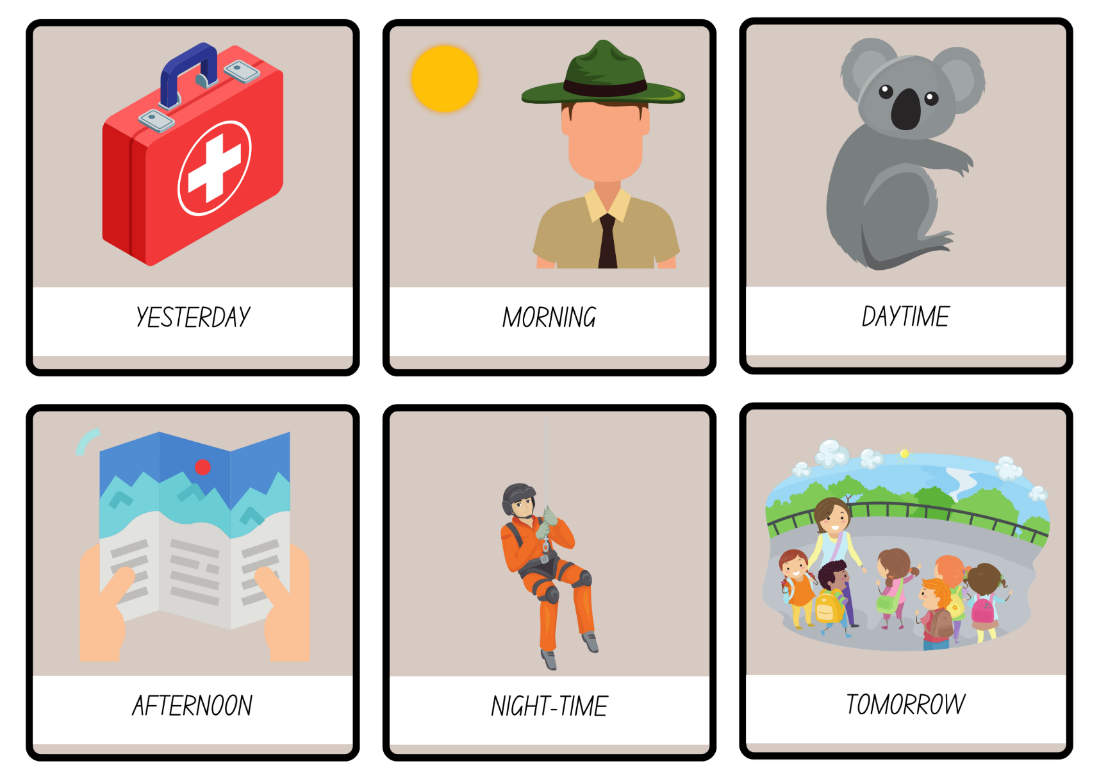 YESTERDAY
MORNING
DAYTIME
AFTERNOON
NIGHT-TIME
TOMORROW